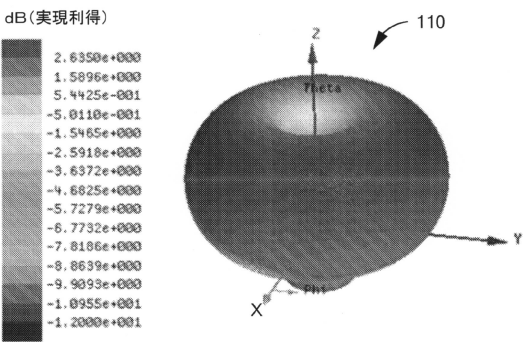 dB（実現利得）
110
2.6350e+000
1.5896e+000
5.4425e-001
-5.0110e-001
-1.5465e+000
-2.5918e+000
-3.6372e+000
-4.6825e+000
-5.7279e+000
-6.7732e+000
-7.8186e+000
-8.8639e+000
-9.9093e+000
-1.0955e+001
-1.2000e+001
Z
Theta
Y
X
Phi